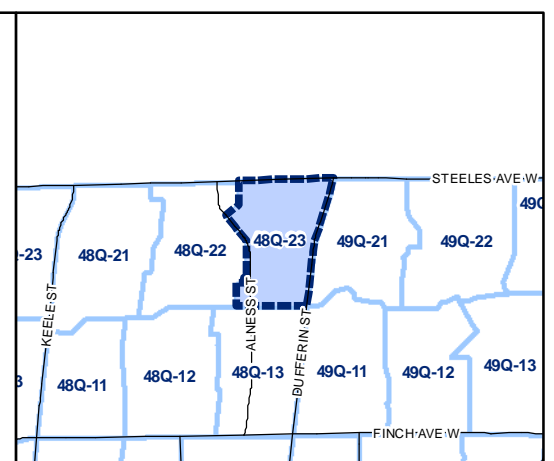 STEELES AVE W
49Q
-23
48Q-21
48Q-22
48Q-23
49Q-21
49Q-22
KEELE ST
ALNESS ST
DUFFERIN ST
3
48Q-11
48Q-12
48Q-13
49Q-11
49Q-12
49Q-13
FINCH AVE W